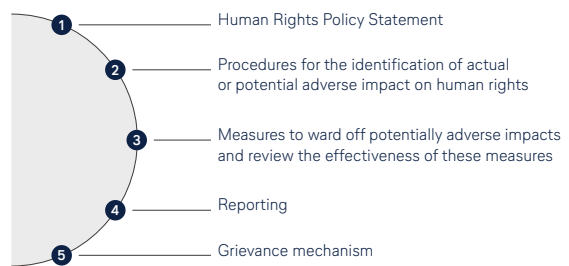 1 Human Rights Policy Statement
2 Procedures for the identification of actual
or potential adverse impact on human rights
3 Measures to ward off potentially adverse impacts
and review the effectiveness of these measures
4 Reporting
5 Grievance mechanism